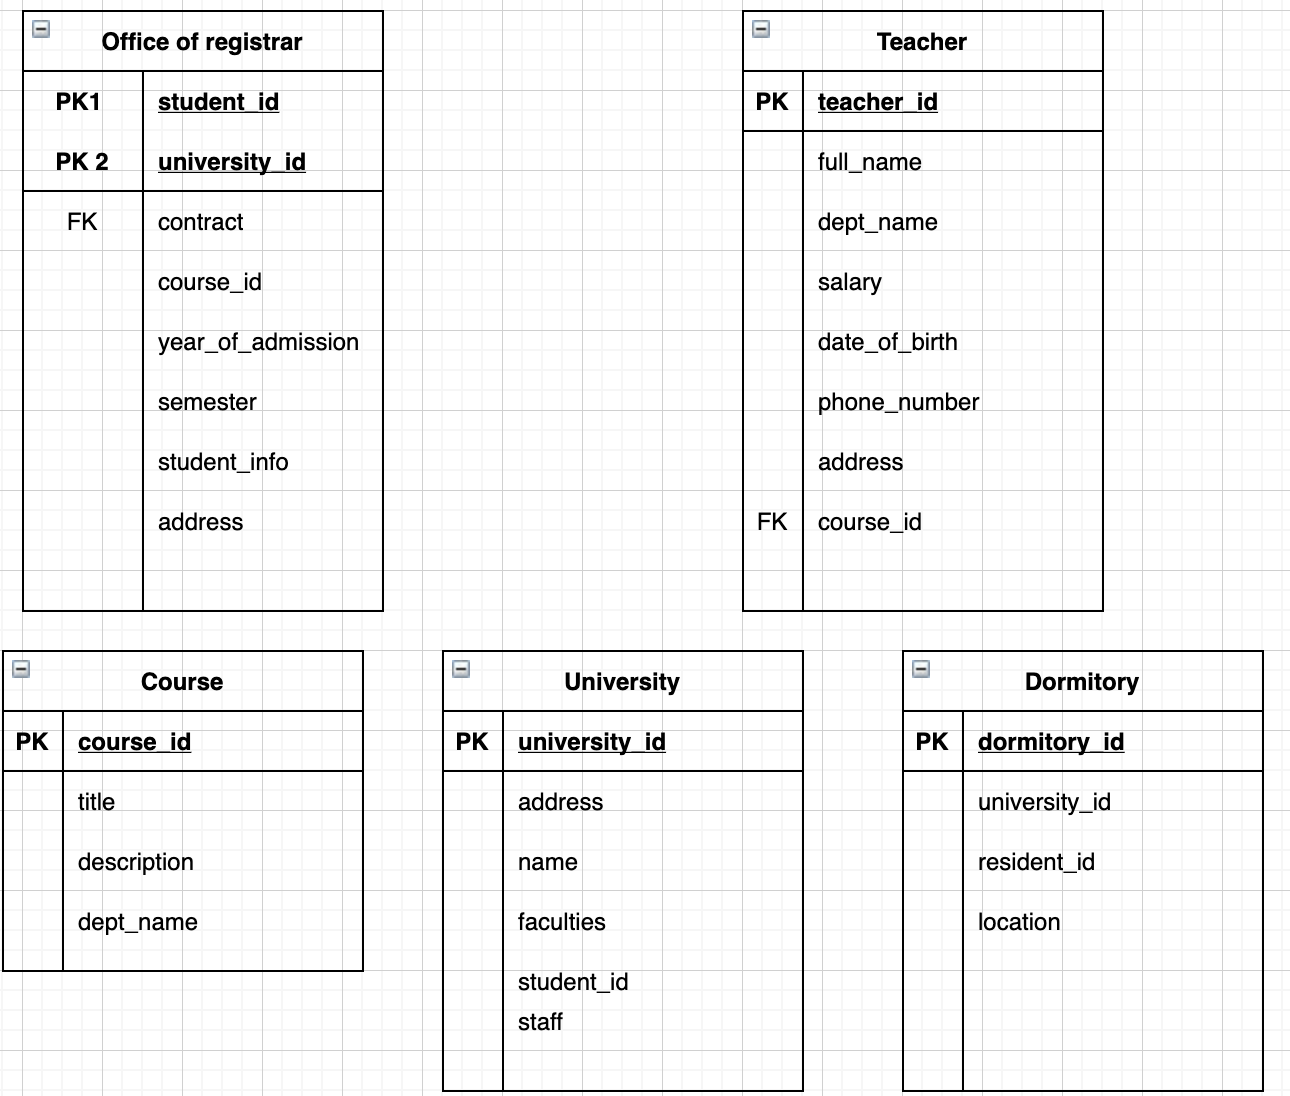 Office of registrar
PK1 student_id
PK 2 university_id
FK contract
course_id
year_of_admission
semester
student_info
address
Teacher
PK teacher_id
full_name
dept_name
salary
date_of_birth
phone_number
address
FK course_id
Course
PK course_id
title
description
dept_name
University
PK university_id
address
name
faculties
student_id
staff
Dormitory
PK dormitory_id
university_id
resident_id
location